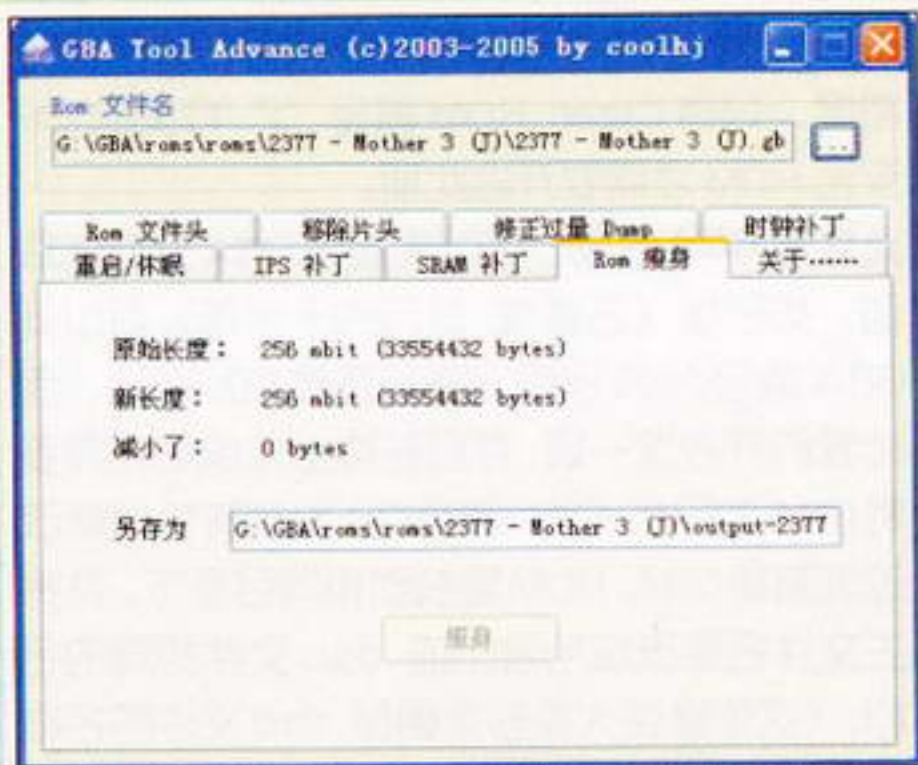 GBA Tool Advance (c)2003-2005 by coolhj
Rom 文件名
G:\GBA\roms\roms\2377 - Mother 3 (J)\2377 - Mother 3 (J).gb
...
Rom 文件头 移除片头 修正过量 Dump 时钟补丁
重启/休眠 IPS 补丁 SRAM 补丁 Rom 瘦身 关于……
原始长度： 256 mbit (33554432 bytes)
新长度： 256 mbit (33554432 bytes)
减小了： 0 bytes
另存为 G:\GBA\roms\roms\2377 - Mother 3 (J)\output-2377
瘦身